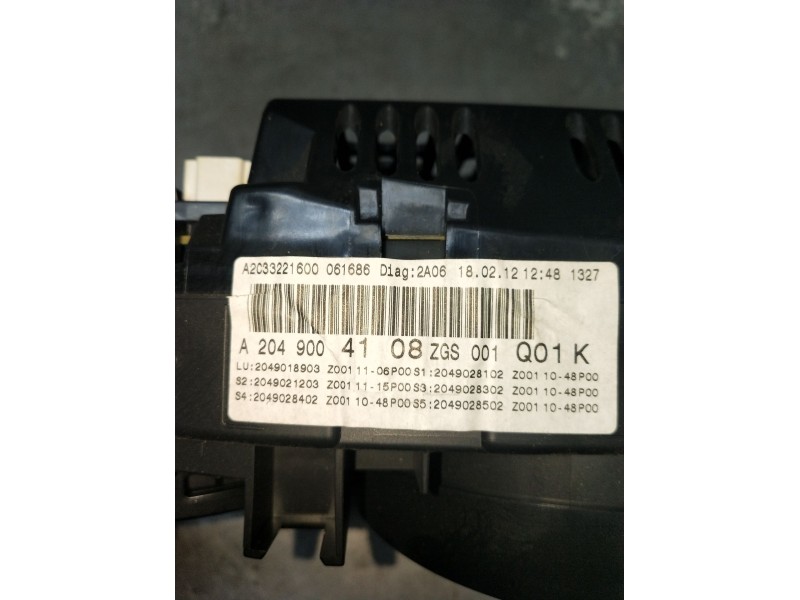 A2C33221600 061686 Diag:2A06 18.02.12 12:48 1327
A 204 900 41 08 ZGS 001 Q01 K
LU:2049018903 Z001 11-06P00 S1:2049028102 Z001 10-48P00
S2:2049021203 Z001 11-15P00 S3:2049028302 Z001 10-48P00
S4:2049028402 Z001 10-48P00 S5:2049028502 Z001 10-48P00